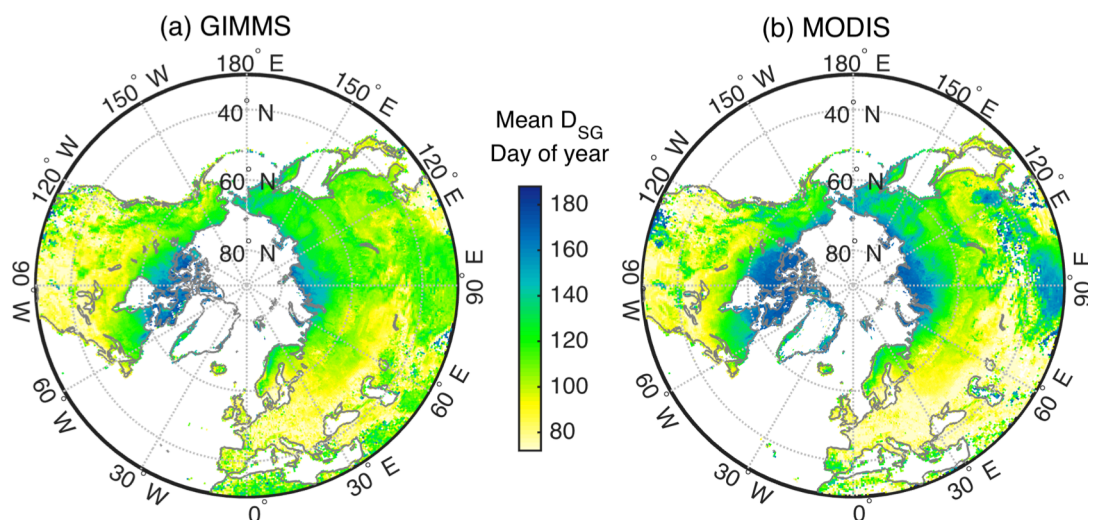 (a) GIMMS
180° E
150° W
150° E
40° N
120° W
120° E
60° N
80° N
90 W
90° E
60° W
60° E
30° W
30° E
0°
Mean D_SG
Day of year
180
160
140
120
100
80
(b) MODIS
180° E
150° W
150° E
40° N
120° W
120° E
60° N
80° N
90 W
90°
60° W
60° E
30° W
30° E
0°